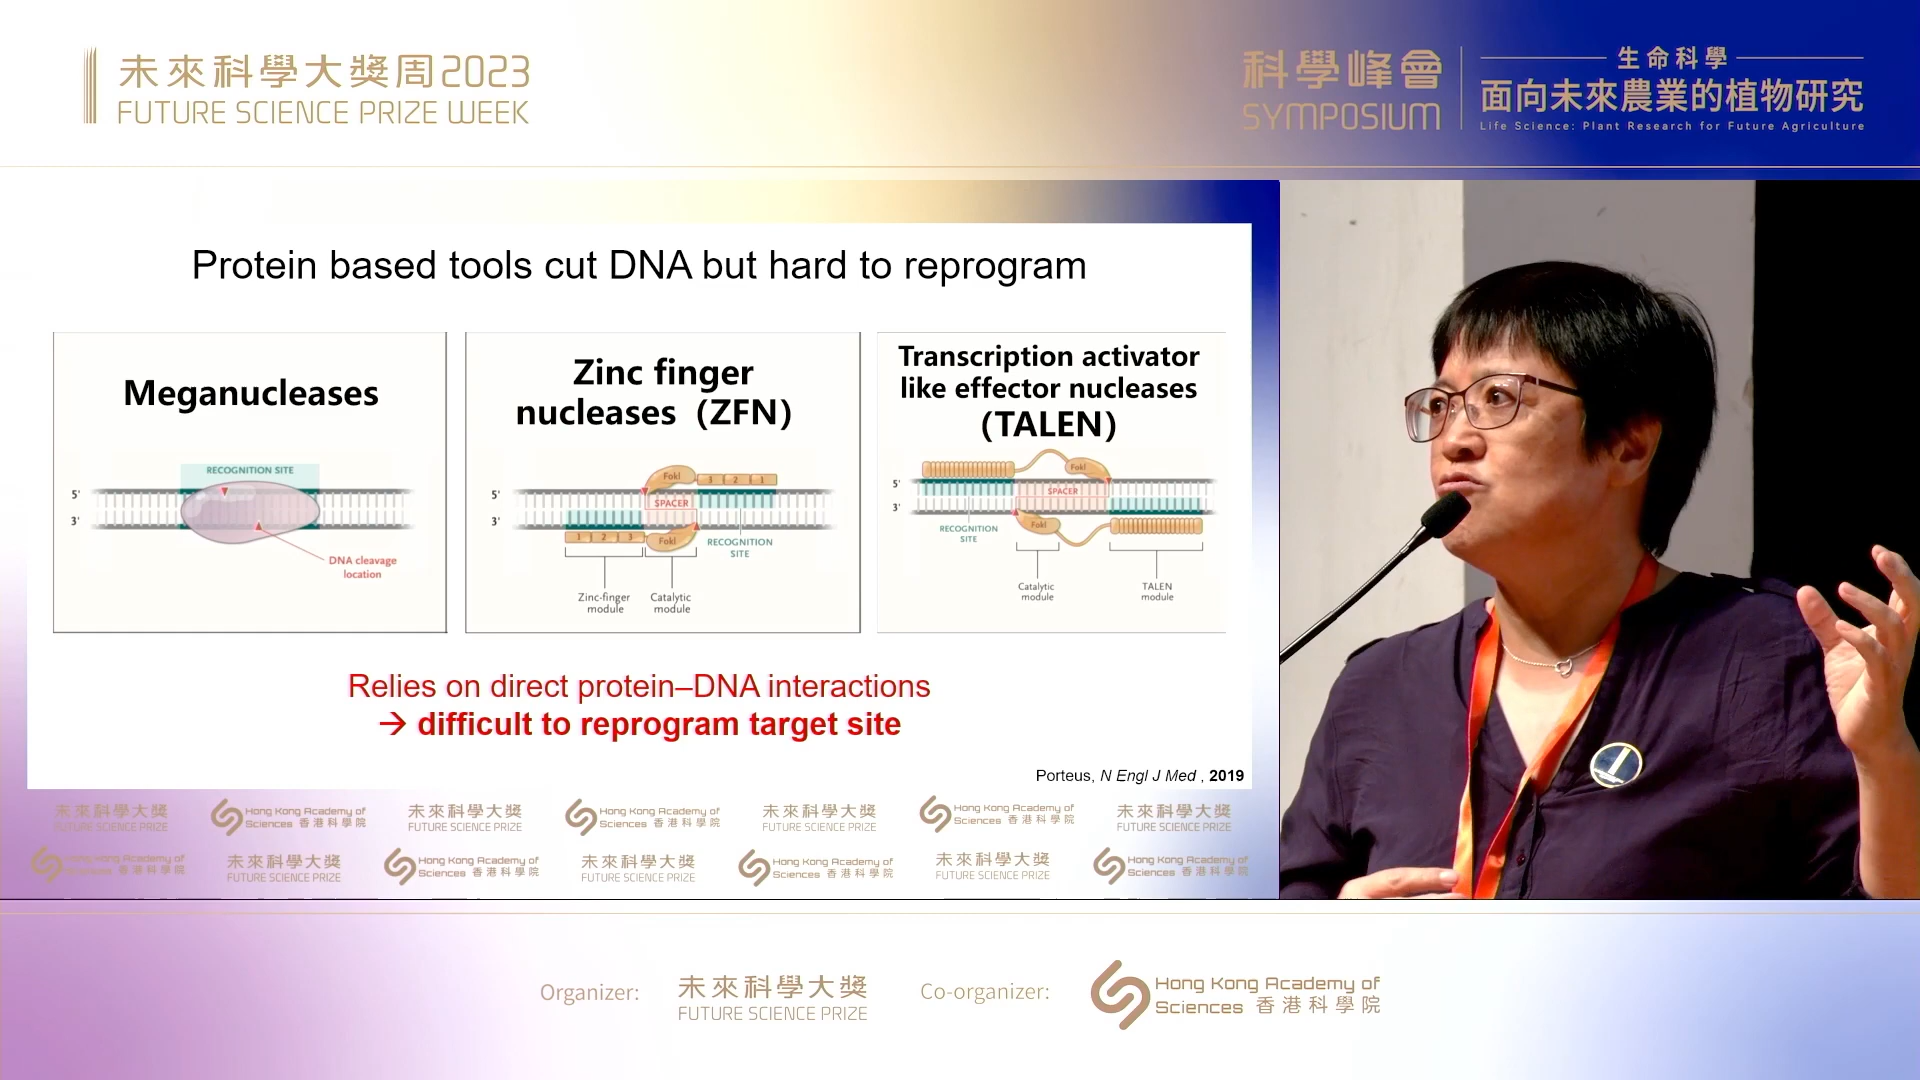 未來科學大獎周2023
FUTURE SCIENCE PRIZE WEEK
科學峰會
SYMPOSIUM
生命科學
面向未來農業的植物研究
Life Science: Plant Research for Future Agriculture
Protein based tools cut DNA but hard to reprogram
Meganucleases
RECOGNITION SITE
5'
3'
DNA cleavage
location
Zinc finger
nucleases（ZFN）
FokI
3 2 1
5'
SPACER
3'
1 2 3
FokI
RECOGNITION
SITE
Zinc-finger
module
Catalytic
module
Transcription activator
like effector nucleases
（TALEN）
FokI
5'
SPACER
3'
FokI
RECOGNITION
SITE
Catalytic
module
TALEN
module
Relies on direct protein–DNA interactions
→ difficult to reprogram target site
Porteus, N Engl J Med , 2019
未來科學大獎
FUTURE SCIENCE PRIZE
Hong Kong Academy of
Sciences 香港科學院
未來科學大獎
FUTURE SCIENCE PRIZE
Hong Kong Academy of
Sciences 香港科學院
未來科學大獎
FUTURE SCIENCE PRIZE
Hong Kong Academy of
Sciences 香港科學院
未來科學大獎
FUTURE SCIENCE PRIZE
Hong Kong Academy of
Sciences 香港科學院
未來科學大獎
FUTURE SCIENCE PRIZE
Hong Kong Academy of
Sciences 香港科學院
未來科學大獎
FUTURE SCIENCE PRIZE
Hong Kong Academy of
Sciences 香港科學院
未來科學大獎
FUTURE SCIENCE PRIZE
Hong Kong Academy of
Sciences 香港科學院
Organizer:
未來科學大獎
FUTURE SCIENCE PRIZE
Co-organizer:
Hong Kong Academy of
Sciences 香港科學院